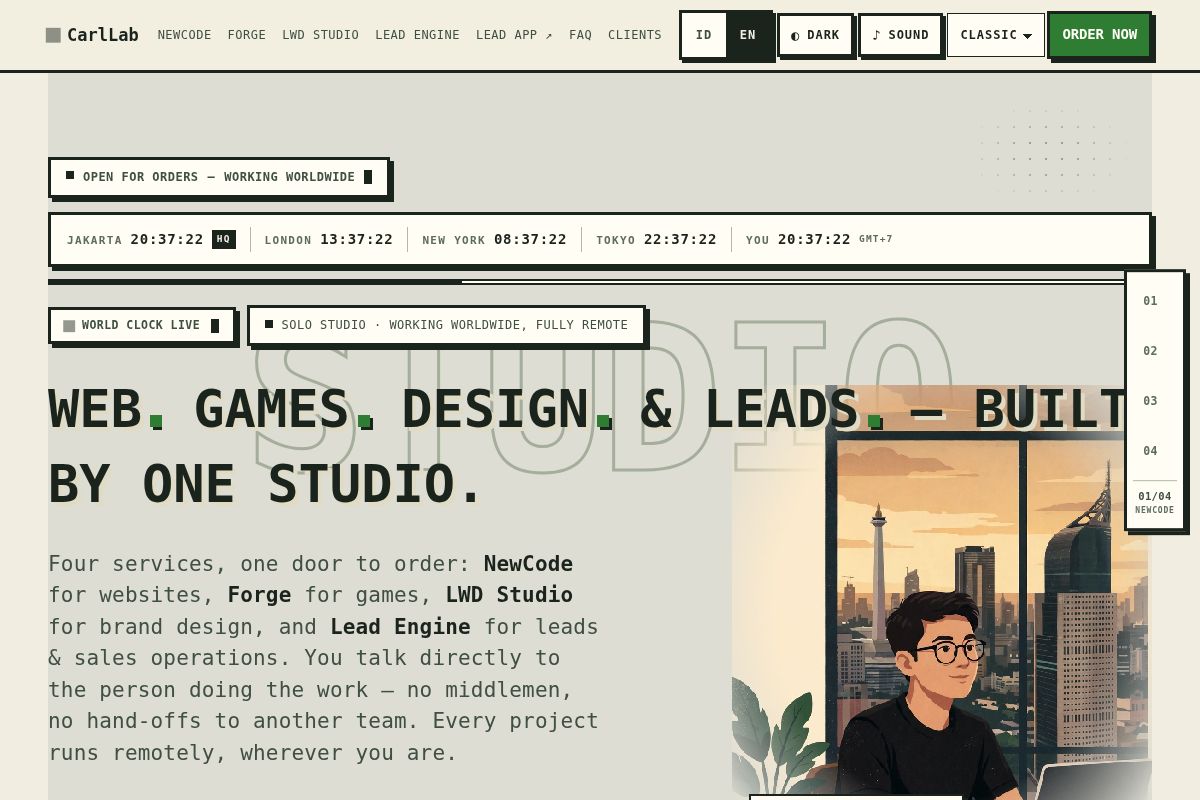 CarlLab NEWCODE FORGE LWD STUDIO LEAD ENGINE LEAD APP ↗ FAQ CLIENTS ID EN ◐ DARK ♪ SOUND CLASSIC ORDER NOW
OPEN FOR ORDERS — WORKING WORLDWIDE
JAKARTA 20:37:22 HQ LONDON 13:37:22 NEW YORK 08:37:22 TOKYO 22:37:22 YOU 20:37:22 GMT+7
WORLD CLOCK LIVE SOLO STUDIO · WORKING WORLDWIDE, FULLY REMOTE
STUDIO
WEB. GAMES. DESIGN. & LEADS. — BUILT
BY ONE STUDIO.
Four services, one door to order: NewCode
for websites, Forge for games, LWD Studio
for brand design, and Lead Engine for leads
& sales operations. You talk directly to
the person doing the work — no middlemen,
no hand-offs to another team. Every project
runs remotely, wherever you are.
01
02
03
04
01/04
NEWCODE